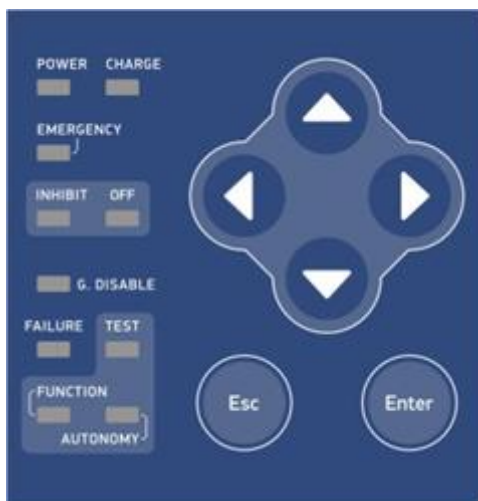 POWER CHARGE
EMERGENCY
INHIBIT OFF
G. DISABLE
FAILURE TEST
FUNCTION
AUTONOMY
Esc Enter